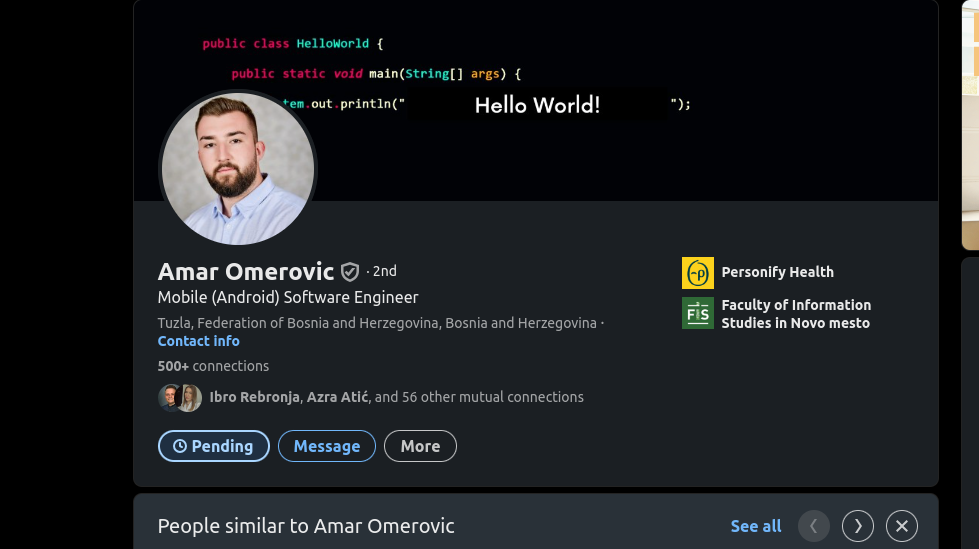 public class HelloWorld {
public static void main(String[] args) {
tem.out.println(" Hello World! ");
Amar Omerovic · 2nd
Mobile (Android) Software Engineer
Tuzla, Federation of Bosnia and Herzegovina, Bosnia and Herzegovina ·
Contact info
500+ connections
Ibro Rebronja, Azra Atić, and 56 other mutual connections
Pending Message More
Personify Health
FIS Faculty of Information
Studies in Novo mesto
People similar to Amar Omerovic
See all